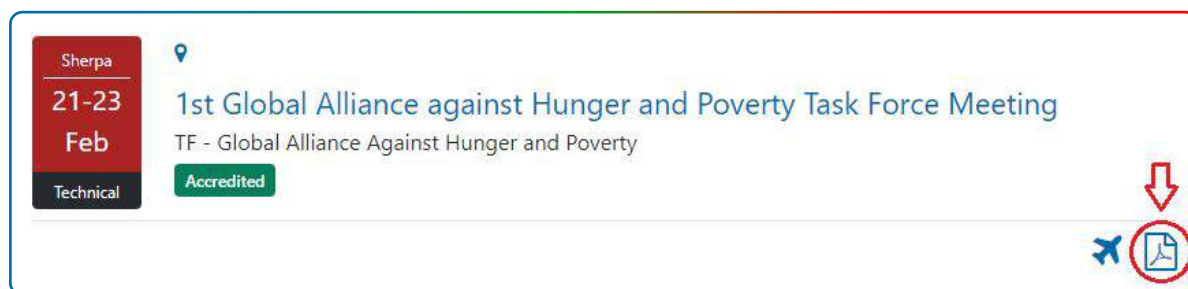 Sherpa
21-23
Feb
Technical
1st Global Alliance against Hunger and Poverty Task Force Meeting
TF - Global Alliance Against Hunger and Poverty
Accredited